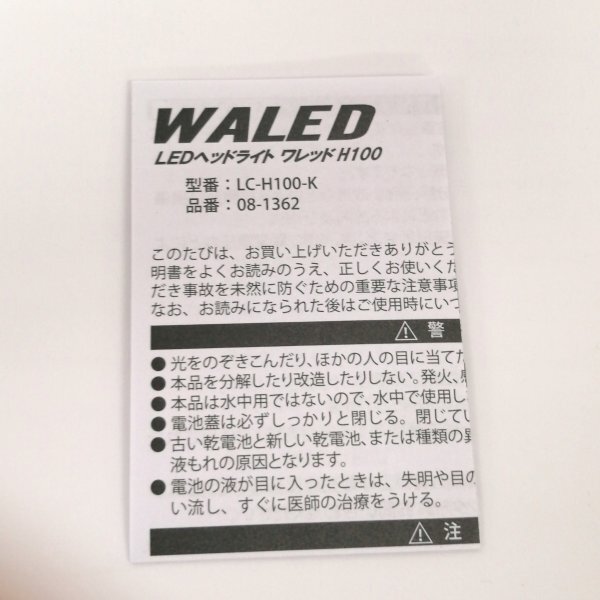 WALED
LEDヘッドライト ワレッド H100
型番：LC-H100-K
品番：08-1362
このたびは、お買い上げいただきありがとう
明書をよくお読みのうえ、正しくお使いくだ
だき事故を未然に防ぐための重要な注意事項
なお、お読みになられた後はご使用時にいつ
⚠ 警
● 光をのぞきこんだり、ほかの人の目に当てた
● 本品を分解したり改造したりしない。発火、感
● 本品は水中用ではないので、水中で使用し
● 電池蓋は必ずしっかりと閉じる。閉じてい
● 古い乾電池と新しい乾電池、または種類の異
液もれの原因となります。
● 電池の液が目に入ったときは、失明や目の
い流し、すぐに医師の治療をうける。
⚠ 注